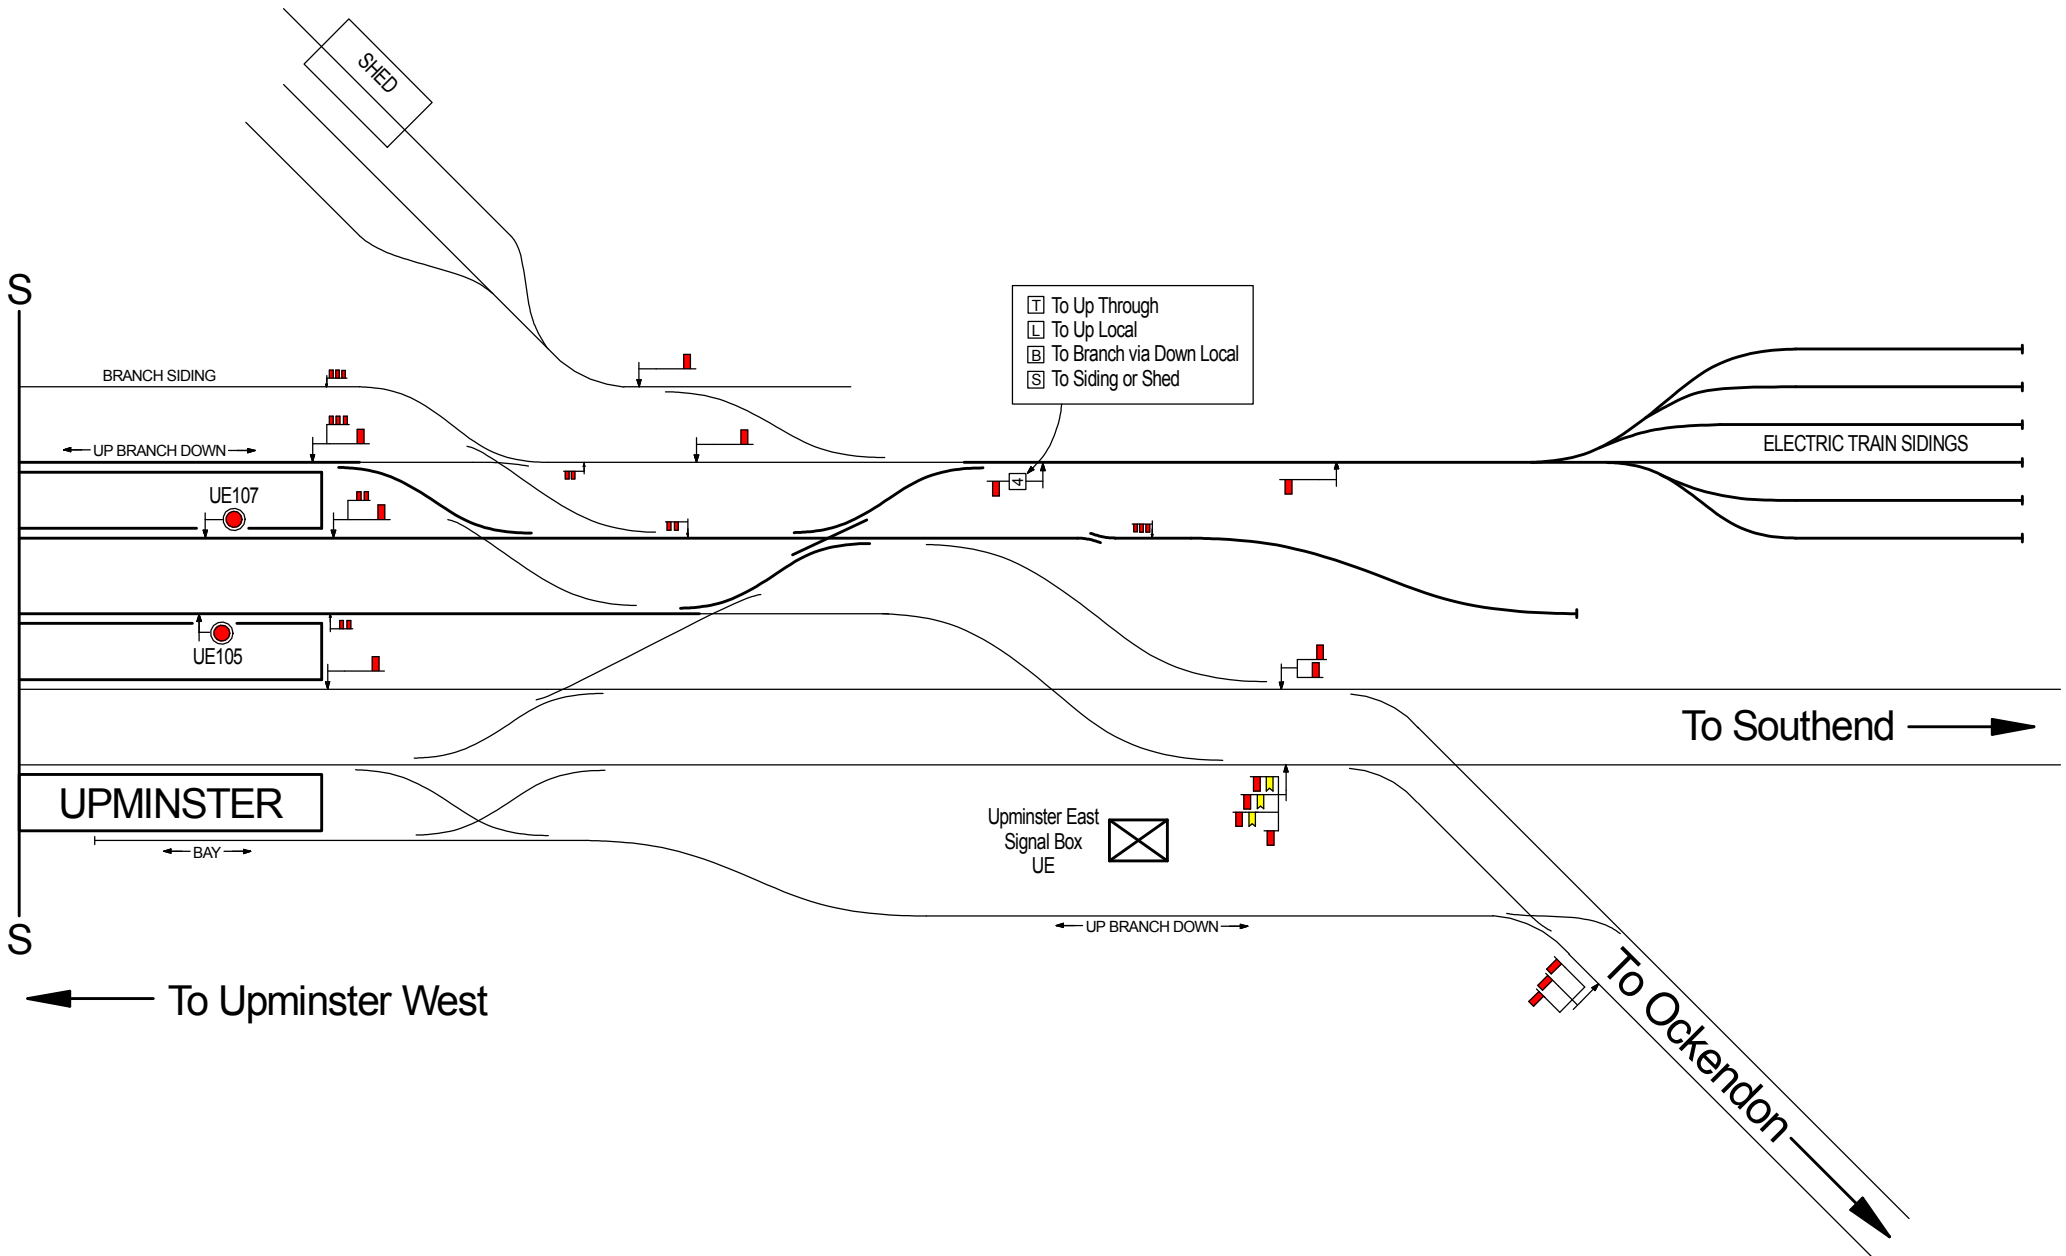 SHED
S
T To Up Through
L To Up Local
B To Branch via Down Local
S To Siding or Shed
BRANCH SIDING
UP BRANCH DOWN
ELECTRIC TRAIN SIDINGS
UE107
4
UE105
To Southend
UPMINSTER
Upminster East
Signal Box
UE
BAY
UP BRANCH DOWN
S
To Upminster West
To Ockendon